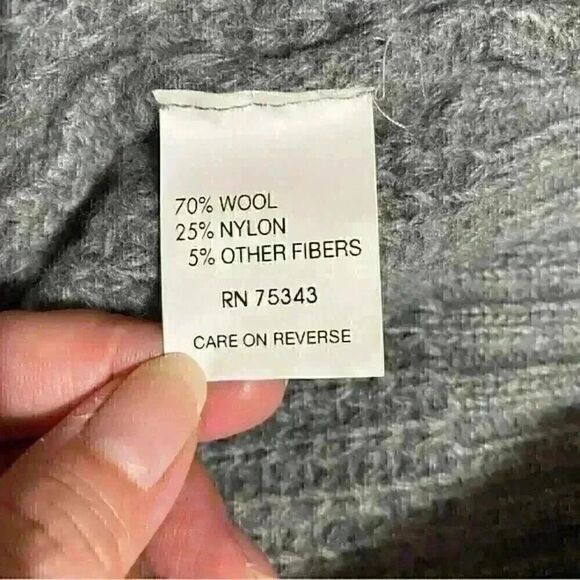 70% WOOL
25% NYLON
5% OTHER FIBERS
RN 75343
CARE ON REVERSE